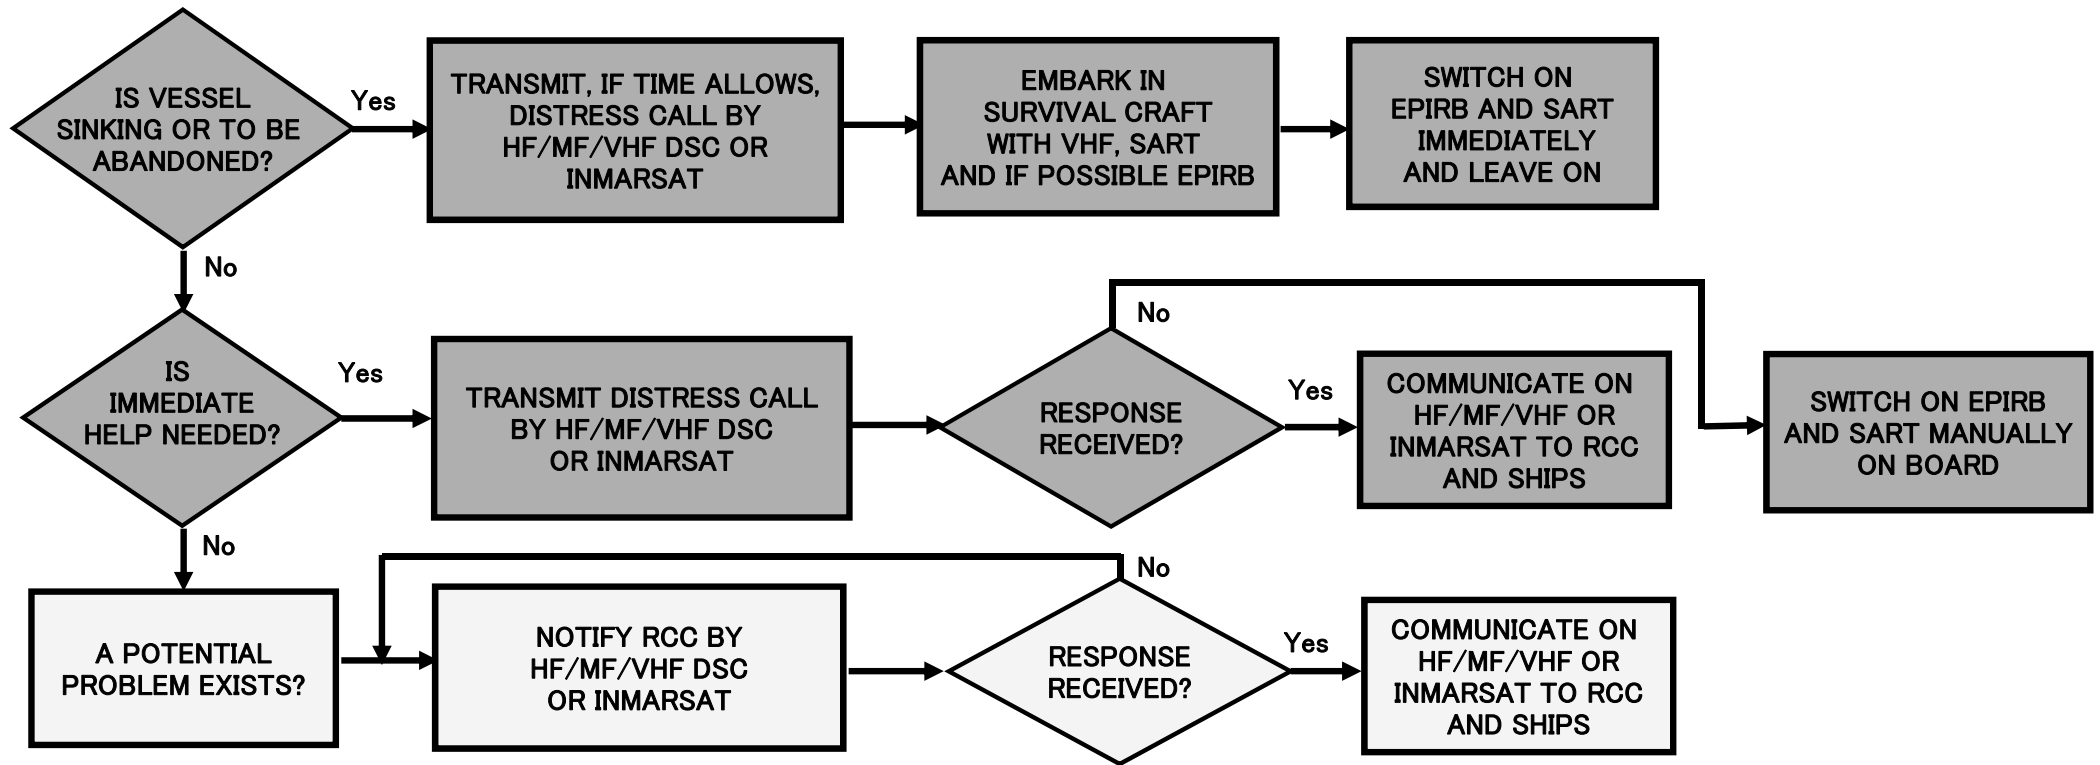 IS VESSEL
SINKING OR TO BE
ABANDONED?
Yes
TRANSMIT, IF TIME ALLOWS,
DISTRESS CALL BY
HF/MF/VHF DSC OR
INMARSAT
EMBARK IN
SURVIVAL CRAFT
WITH VHF, SART
AND IF POSSIBLE EPIRB
SWITCH ON
EPIRB AND SART
IMMEDIATELY
AND LEAVE ON
No
IS
IMMEDIATE
HELP NEEDED?
Yes
TRANSMIT DISTRESS CALL
BY HF/MF/VHF DSC
OR INMARSAT
RESPONSE
RECEIVED?
No
Yes
COMMUNICATE ON
HF/MF/VHF OR
INMARSAT TO RCC
AND SHIPS
SWITCH ON EPIRB
AND SART MANUALLY
ON BOARD
No
A POTENTIAL
PROBLEM EXISTS?
NOTIFY RCC BY
HF/MF/VHF DSC
OR INMARSAT
RESPONSE
RECEIVED?
No
Yes
COMMUNICATE ON
HF/MF/VHF OR
INMARSAT TO RCC
AND SHIPS